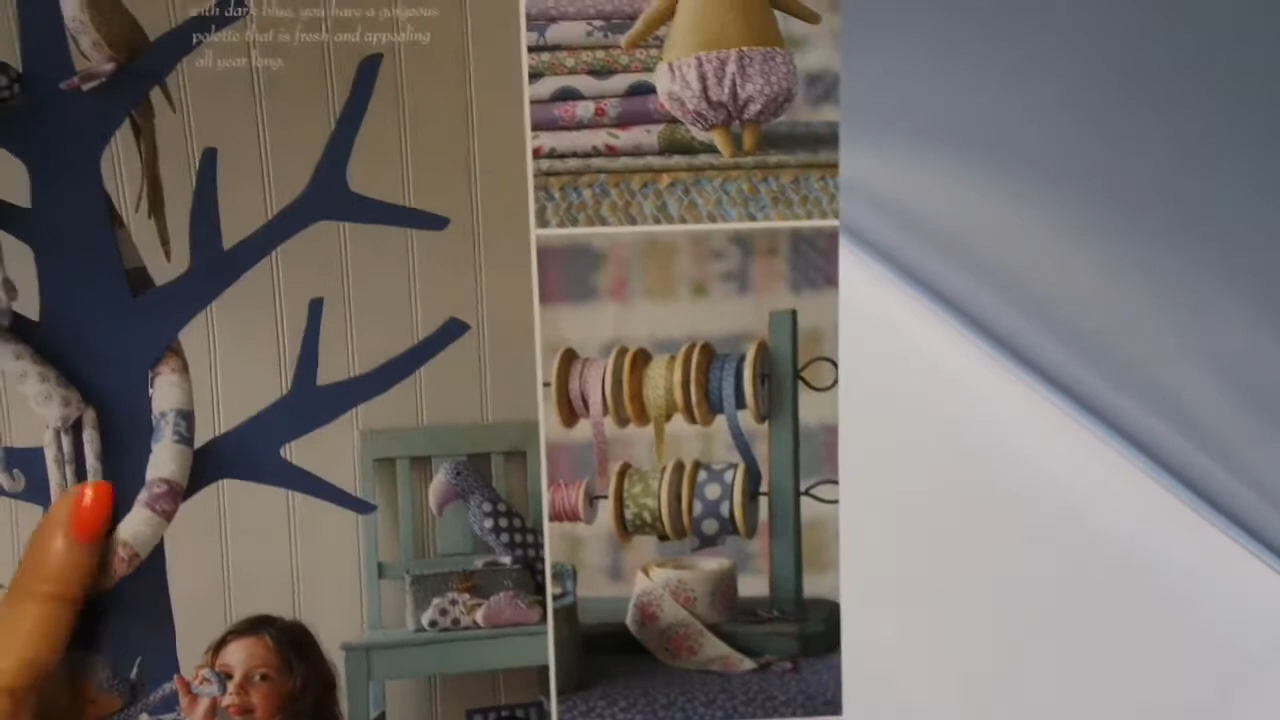 with dark blue, you have a gorgeous
palette that is fresh and appealing
all year long.